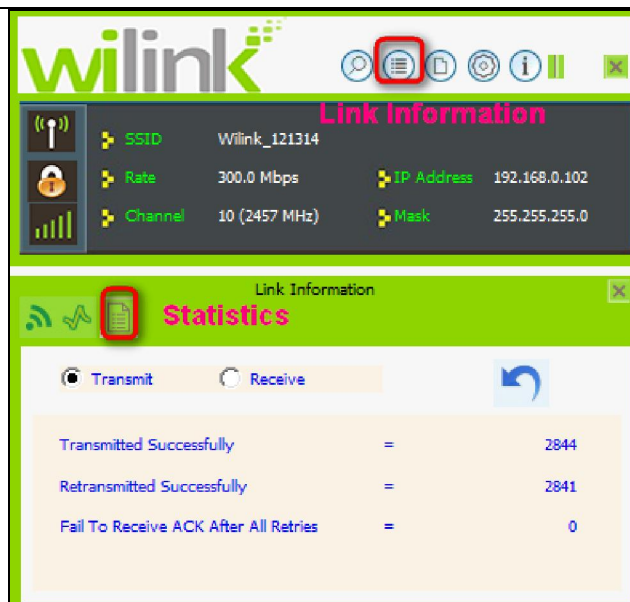 wilink
Link Information
SSID Wilink_121314
Rate 300.0 Mbps IP Address 192.168.0.102
Channel 10 (2457 MHz) Mask 255.255.255.0
Link Information
Statistics
Transmit Receive
Transmitted Successfully = 2844
Retransmitted Successfully = 2841
Fail To Receive ACK After All Retries = 0